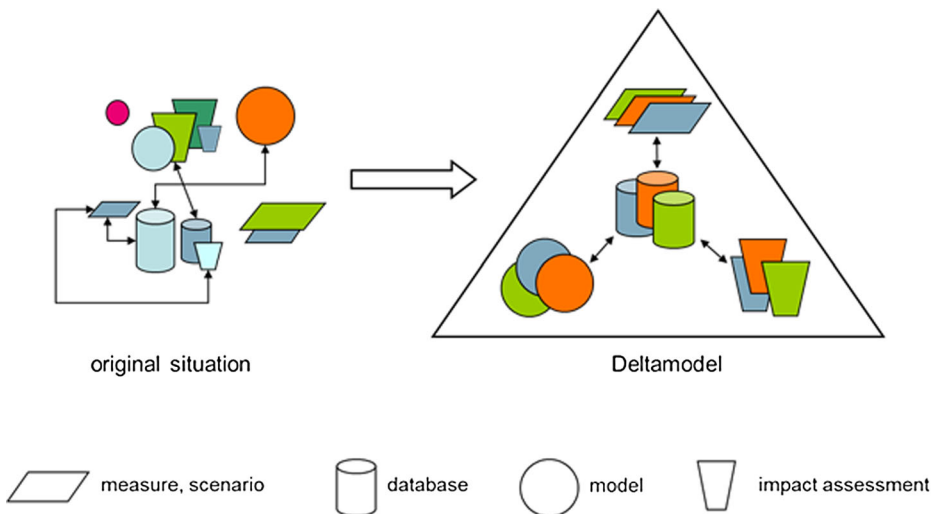 original situation
Deltamodel
measure, scenario
database
model
impact assessment